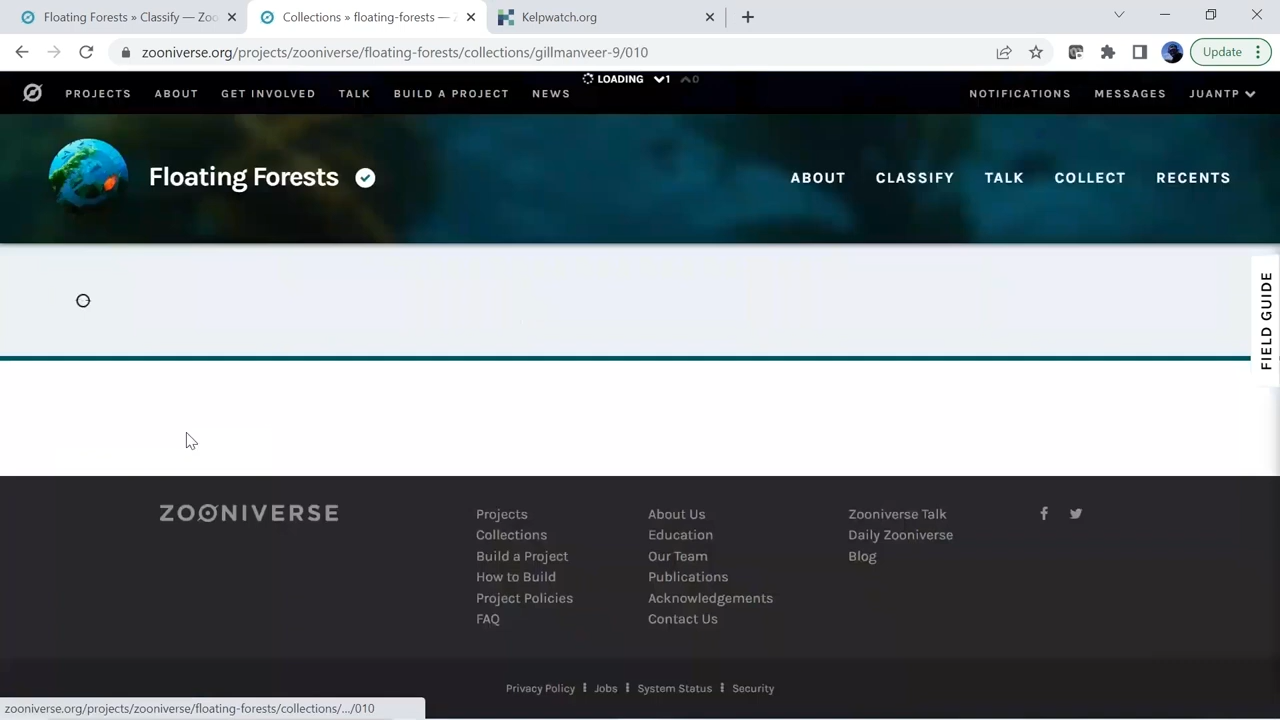 Floating Forests » Classify — Zoo
Collections » floating-forests — Z
Kelpwatch.org
zooniverse.org/projects/zooniverse/floating-forests/collections/gillmanveer-9/010
Update
LOADING 1 0
PROJECTS ABOUT GET INVOLVED TALK BUILD A PROJECT NEWS NOTIFICATIONS MESSAGES JUANTP
Floating Forests
ABOUT CLASSIFY TALK COLLECT RECENTS
FIELD GUIDE
ZOONIVERSE
Projects
Collections
Build a Project
How to Build
Project Policies
FAQ
About Us
Education
Our Team
Publications
Acknowledgements
Contact Us
Zooniverse Talk
Daily Zooniverse
Blog
Privacy Policy Jobs System Status Security
zooniverse.org/projects/zooniverse/floating-forests/collections/.../010